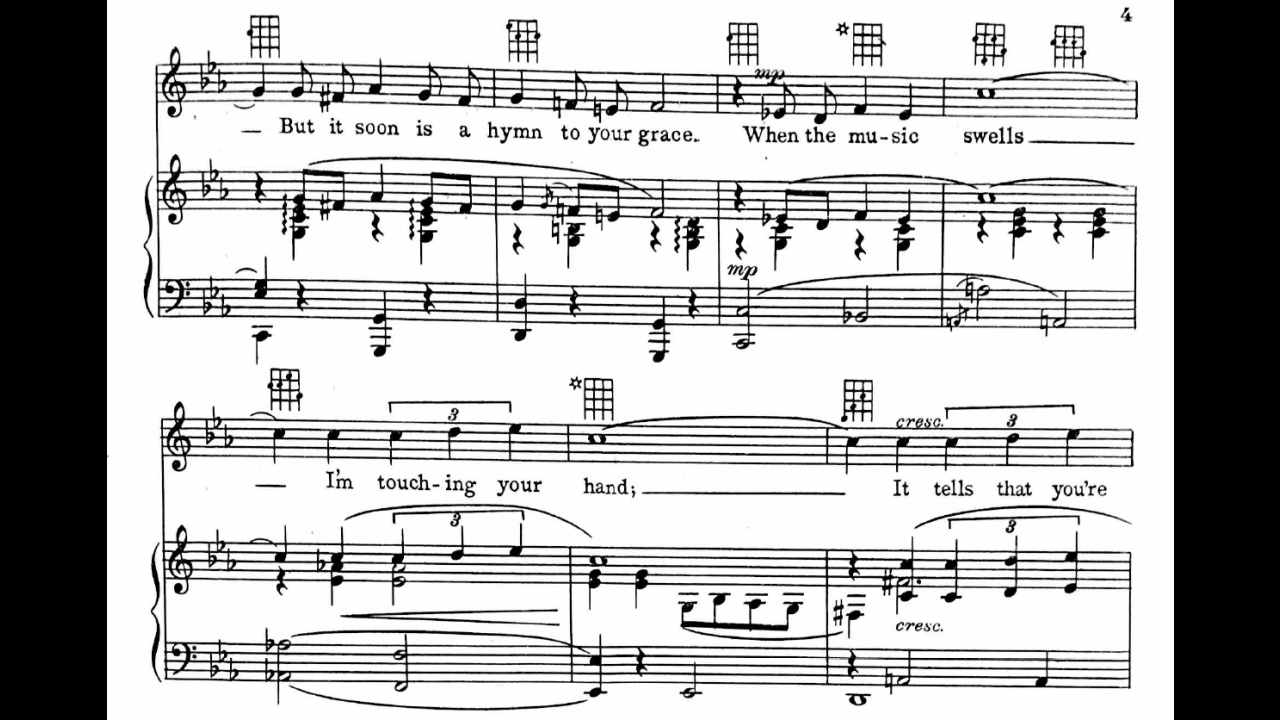 4
mp
But it soon is a hymn to your grace. When the mu-sic swells
mp
3
cresc. 3
I'm touch-ing your hand; It tells that you're
3
3
cresc.